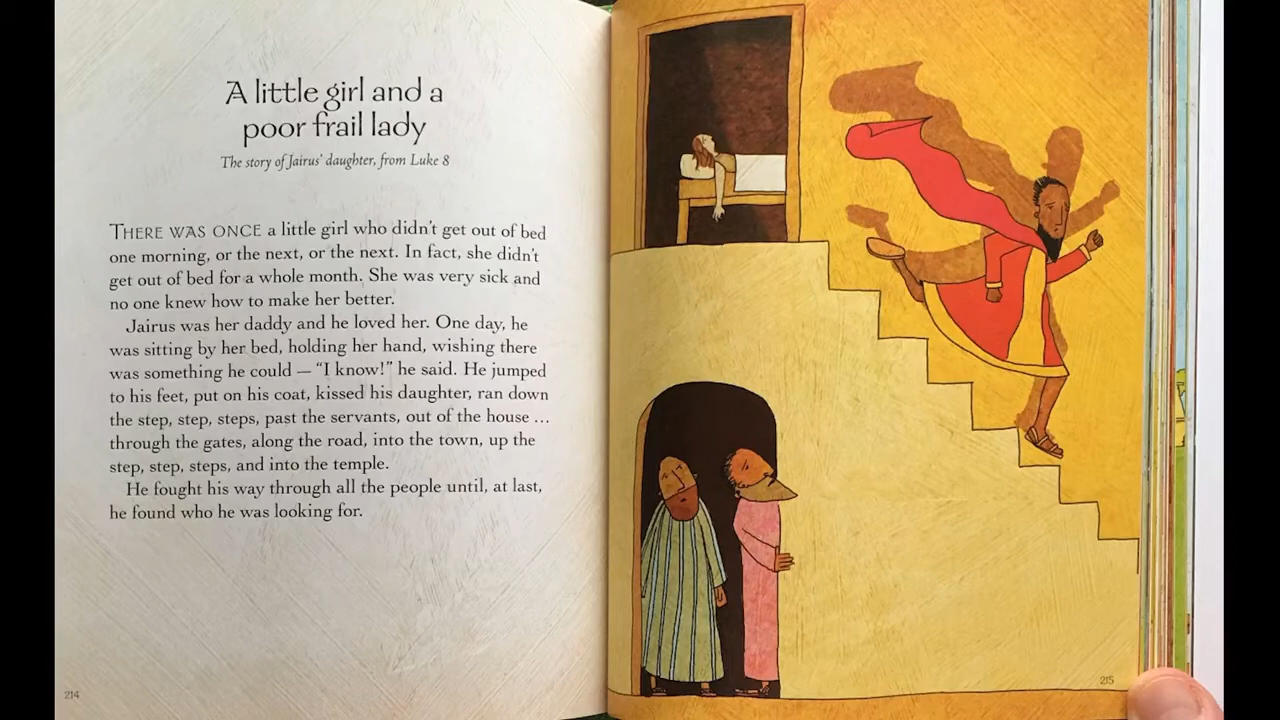 A little girl and a
poor frail lady
The story of Jairus' daughter, from Luke 8
THERE WAS ONCE a little girl who didn't get out of bed
one morning, or the next, or the next. In fact, she didn't
get out of bed for a whole month. She was very sick and
no one knew how to make her better.
Jairus was her daddy and he loved her. One day, he
was sitting by her bed, holding her hand, wishing there
was something he could — “I know!” he said. He jumped
to his feet, put on his coat, kissed his daughter, ran down
the step, step, steps, past the servants, out of the house …
through the gates, along the road, into the town, up the
step, step, steps, and into the temple.
He fought his way through all the people until, at last,
he found who he was looking for.
214
215